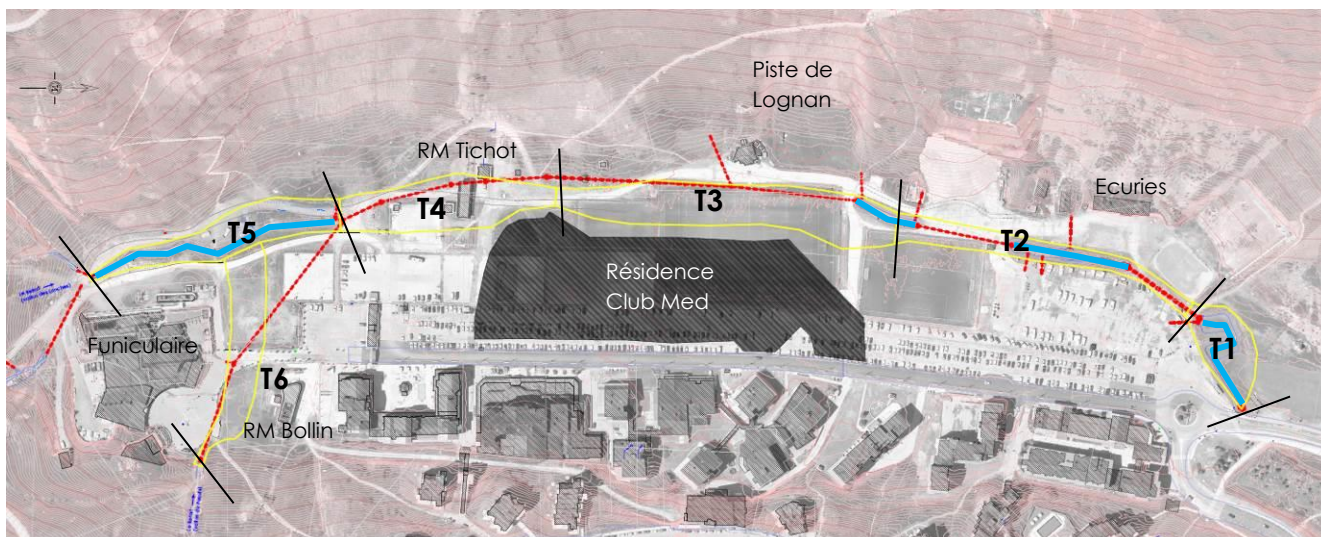 Piste de
Lognan
RM Tichot
Ecuries
T4
T3
T5
T2
Résidence
Club Med
Funiculaire
T1
T6
RM Bollin